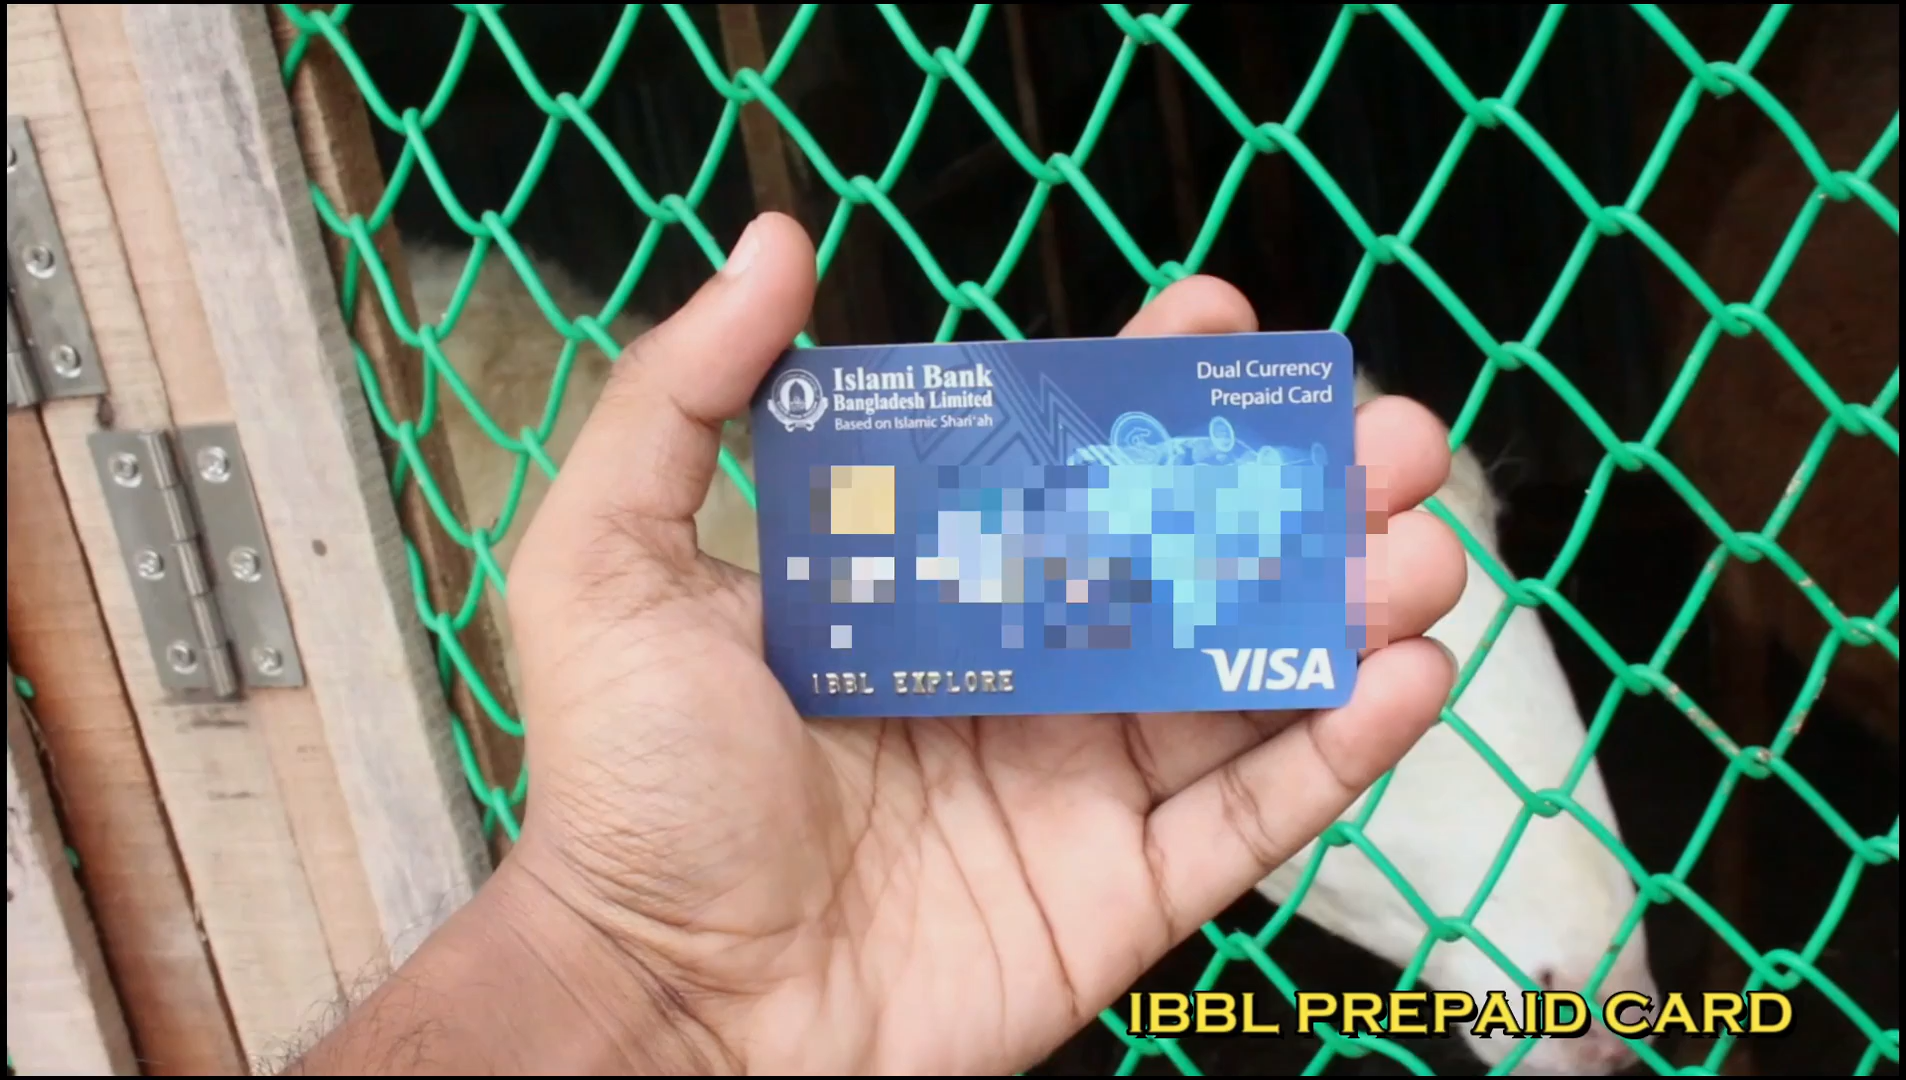 Islami Bank
Bangladesh Limited
Based on Islamic Shari'ah
Dual Currency
Prepaid Card
IBBL EXPLORE
VISA
IBBL PREPAID CARD